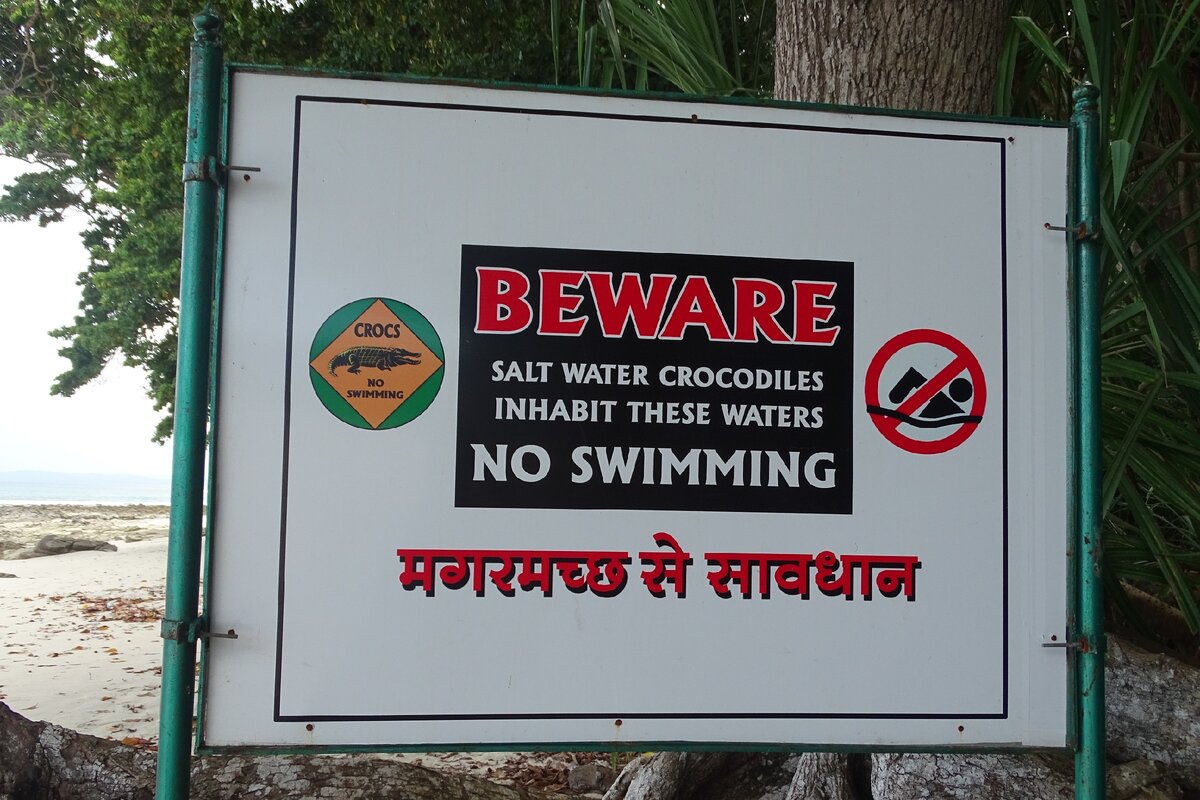 BEWARE
SALT WATER CROCODILES
INHABIT THESE WATERS
NO SWIMMING
CROCS
NO
SWIMMING
मगरमच्छ से सावधान